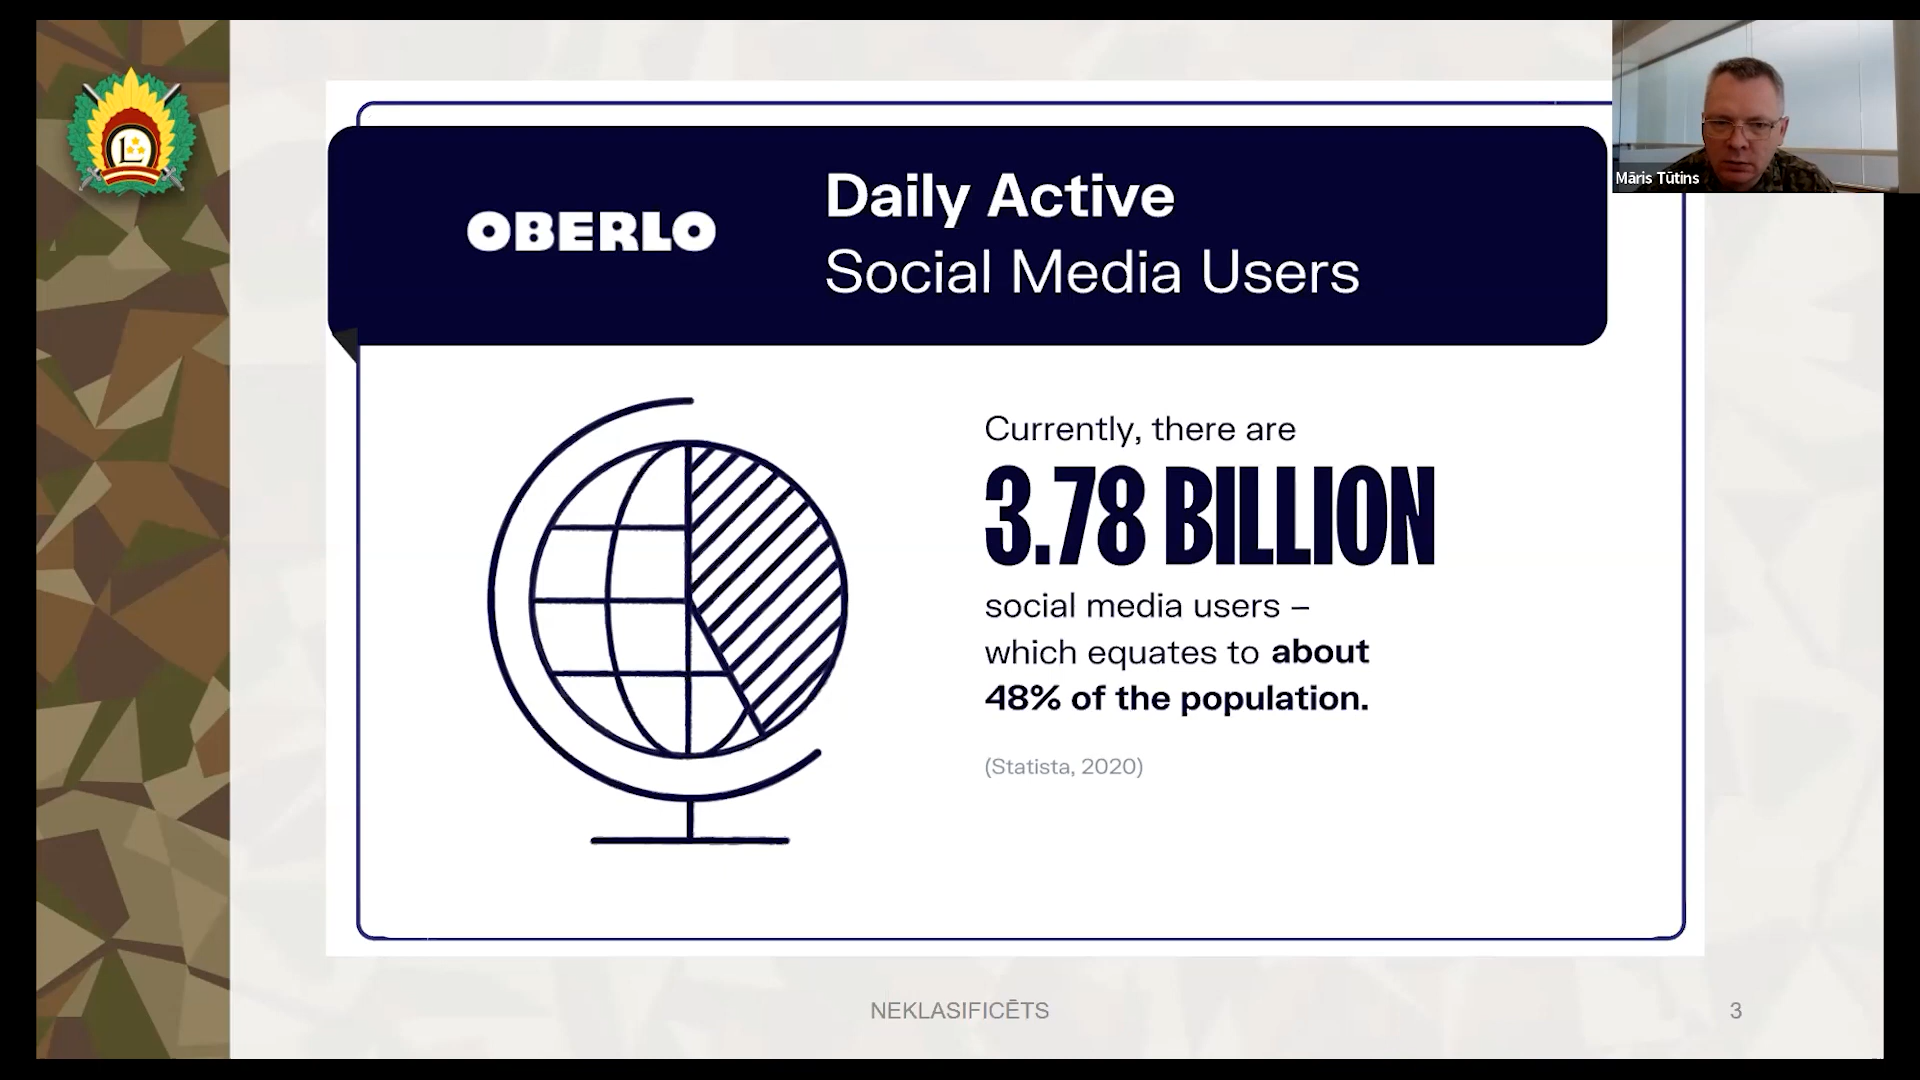 OBERLO
Daily Active
Social Media Users
Māris Tūtins
Currently, there are
3.78 BILLION
social media users –
which equates to about
48% of the population.
(Statista, 2020)
NEKLASIFICĒTS
3
L